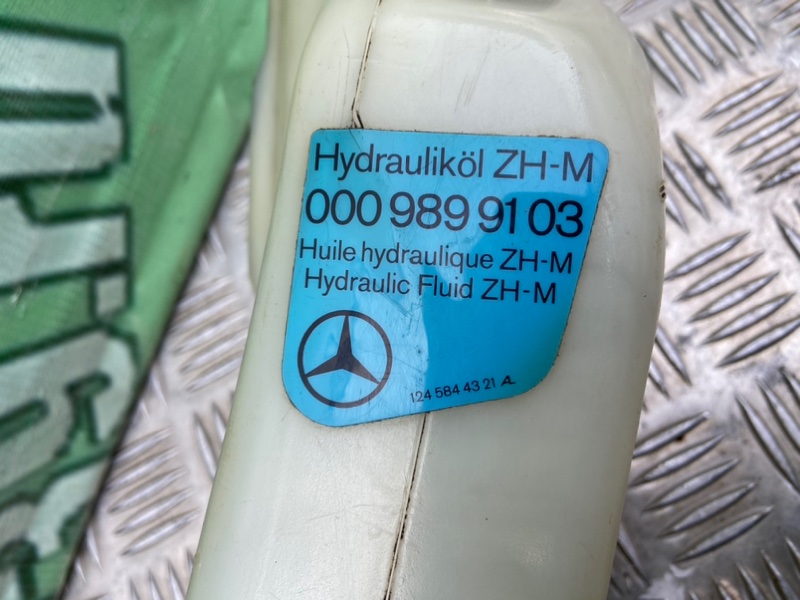 Hydrauliköl ZH-M
000 989 91 03
Huile hydraulique ZH-M
Hydraulic Fluid ZH-M
124 584 43 21 A